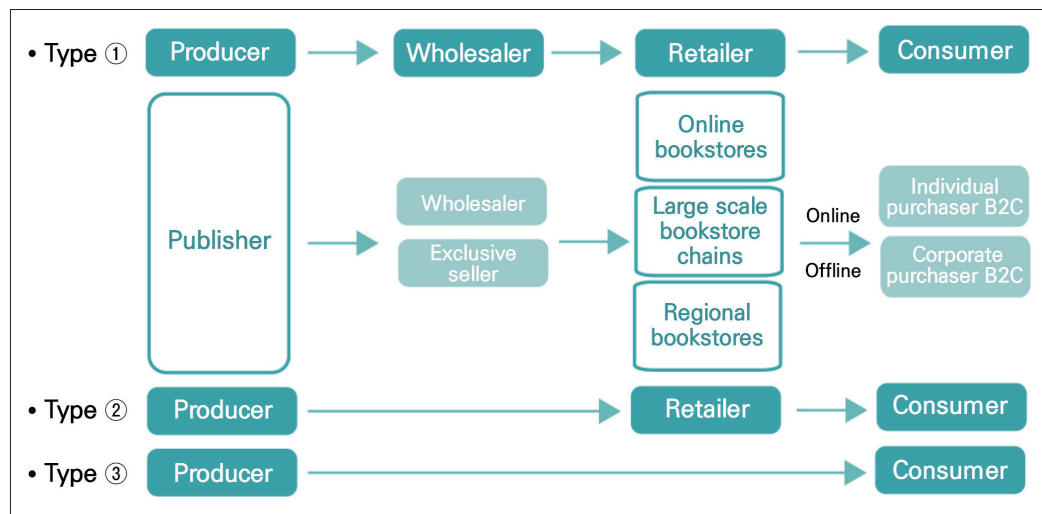 • Type ① Producer Wholesaler Retailer Consumer
Publisher
Wholesaler
Exclusive
seller
Online
bookstores
Large scale
bookstore
chains
Regional
bookstores
Online
Offline
Individual
purchaser B2C
Corporate
purchaser B2C
• Type ② Producer Retailer Consumer
• Type ③ Producer Consumer